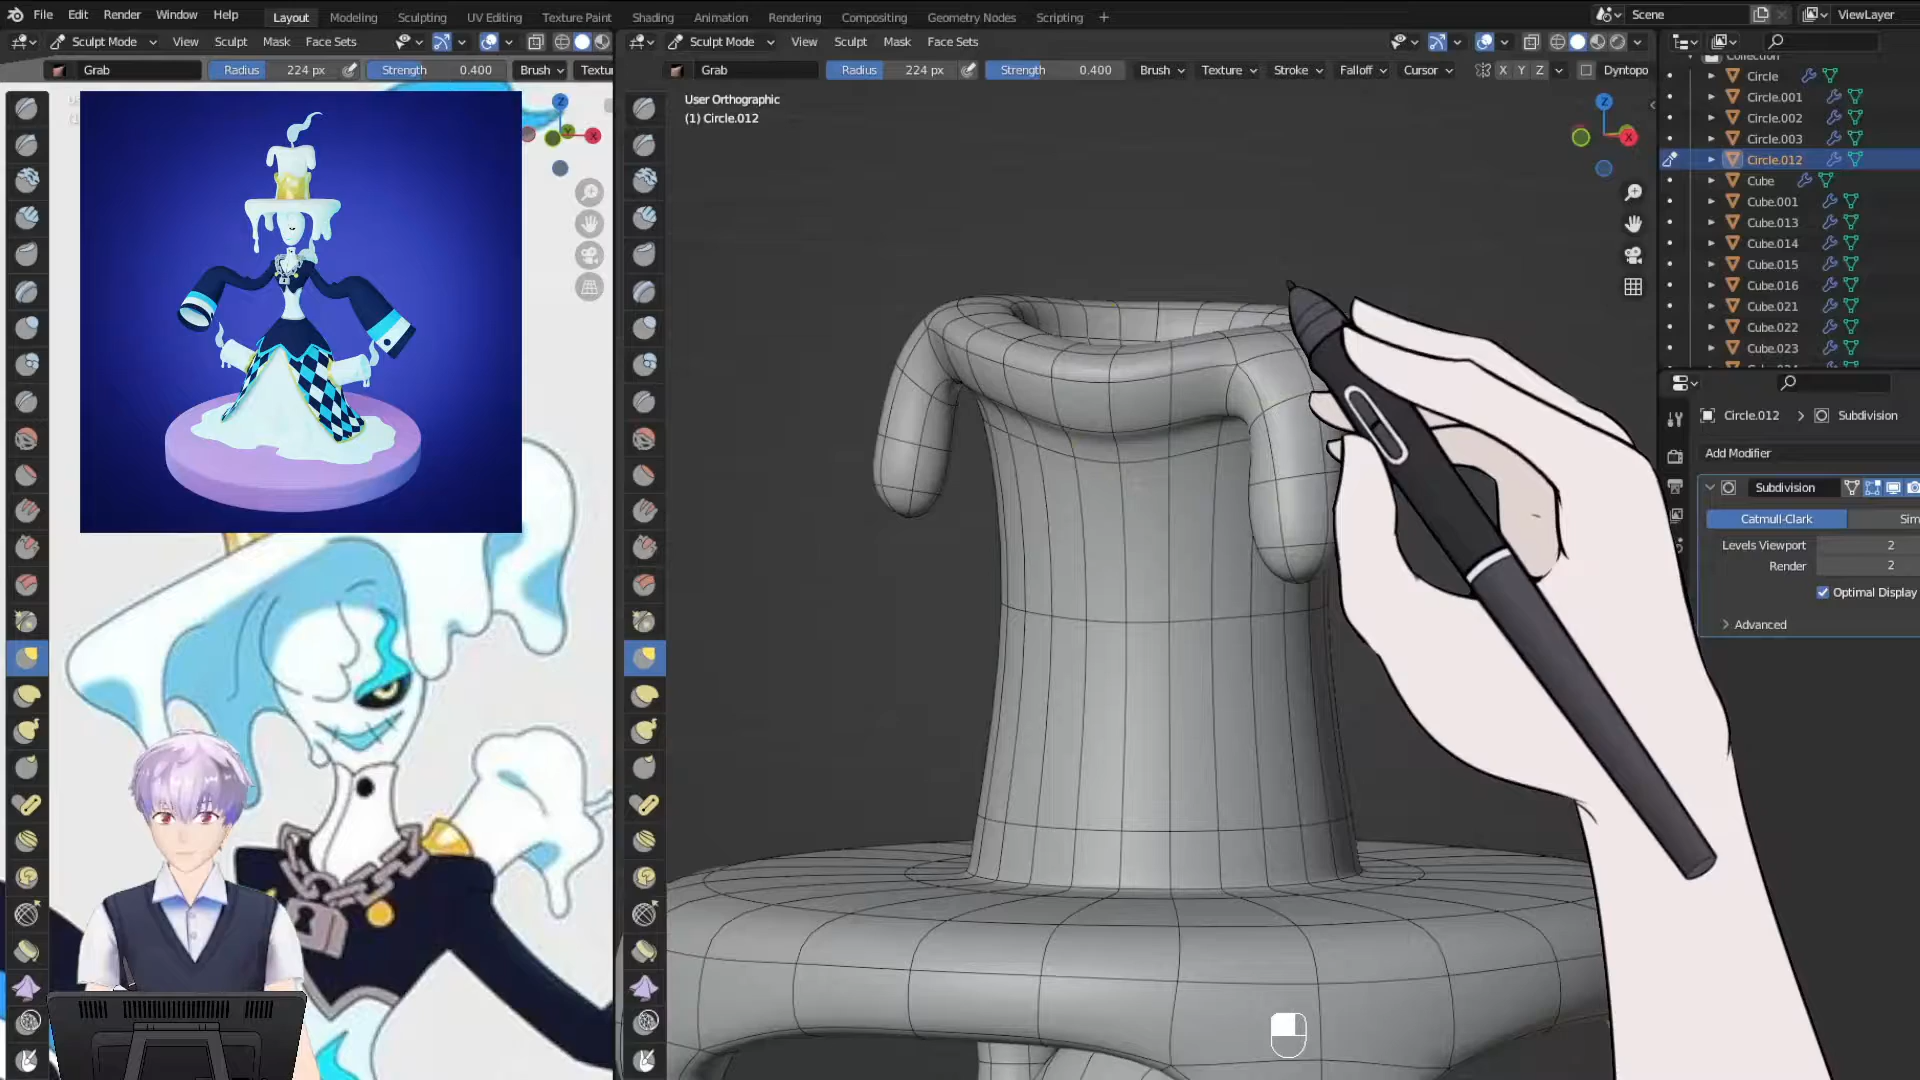 File Edit Render Window Help Layout Modeling Sculpting UV Editing Texture Paint Shading Animation Rendering Compositing Geometry Nodes Scripting + Scene ViewLayer
Sculpt Mode View Sculpt Mask Face Sets
Sculpt Mode View Sculpt Mask Face Sets
Grab Radius 224 px Strength 0.400 Brush Textu
Grab Radius 224 px Strength 0.400 Brush Texture Stroke Falloff Cursor X Y Z Dyntopo
User Orthographic
(1) Circle.012
Z
X
Y
Z
X
Collection
Circle
Circle.001
Circle.002
Circle.003
Circle.012
Cube
Cube.001
Cube.013
Cube.014
Cube.015
Cube.016
Cube.021
Cube.022
Cube.023
Circle.012 Subdivision
Add Modifier
Subdivision
Catmull-Clark Sim
Levels Viewport 2
Render 2
Optimal Display
Advanced